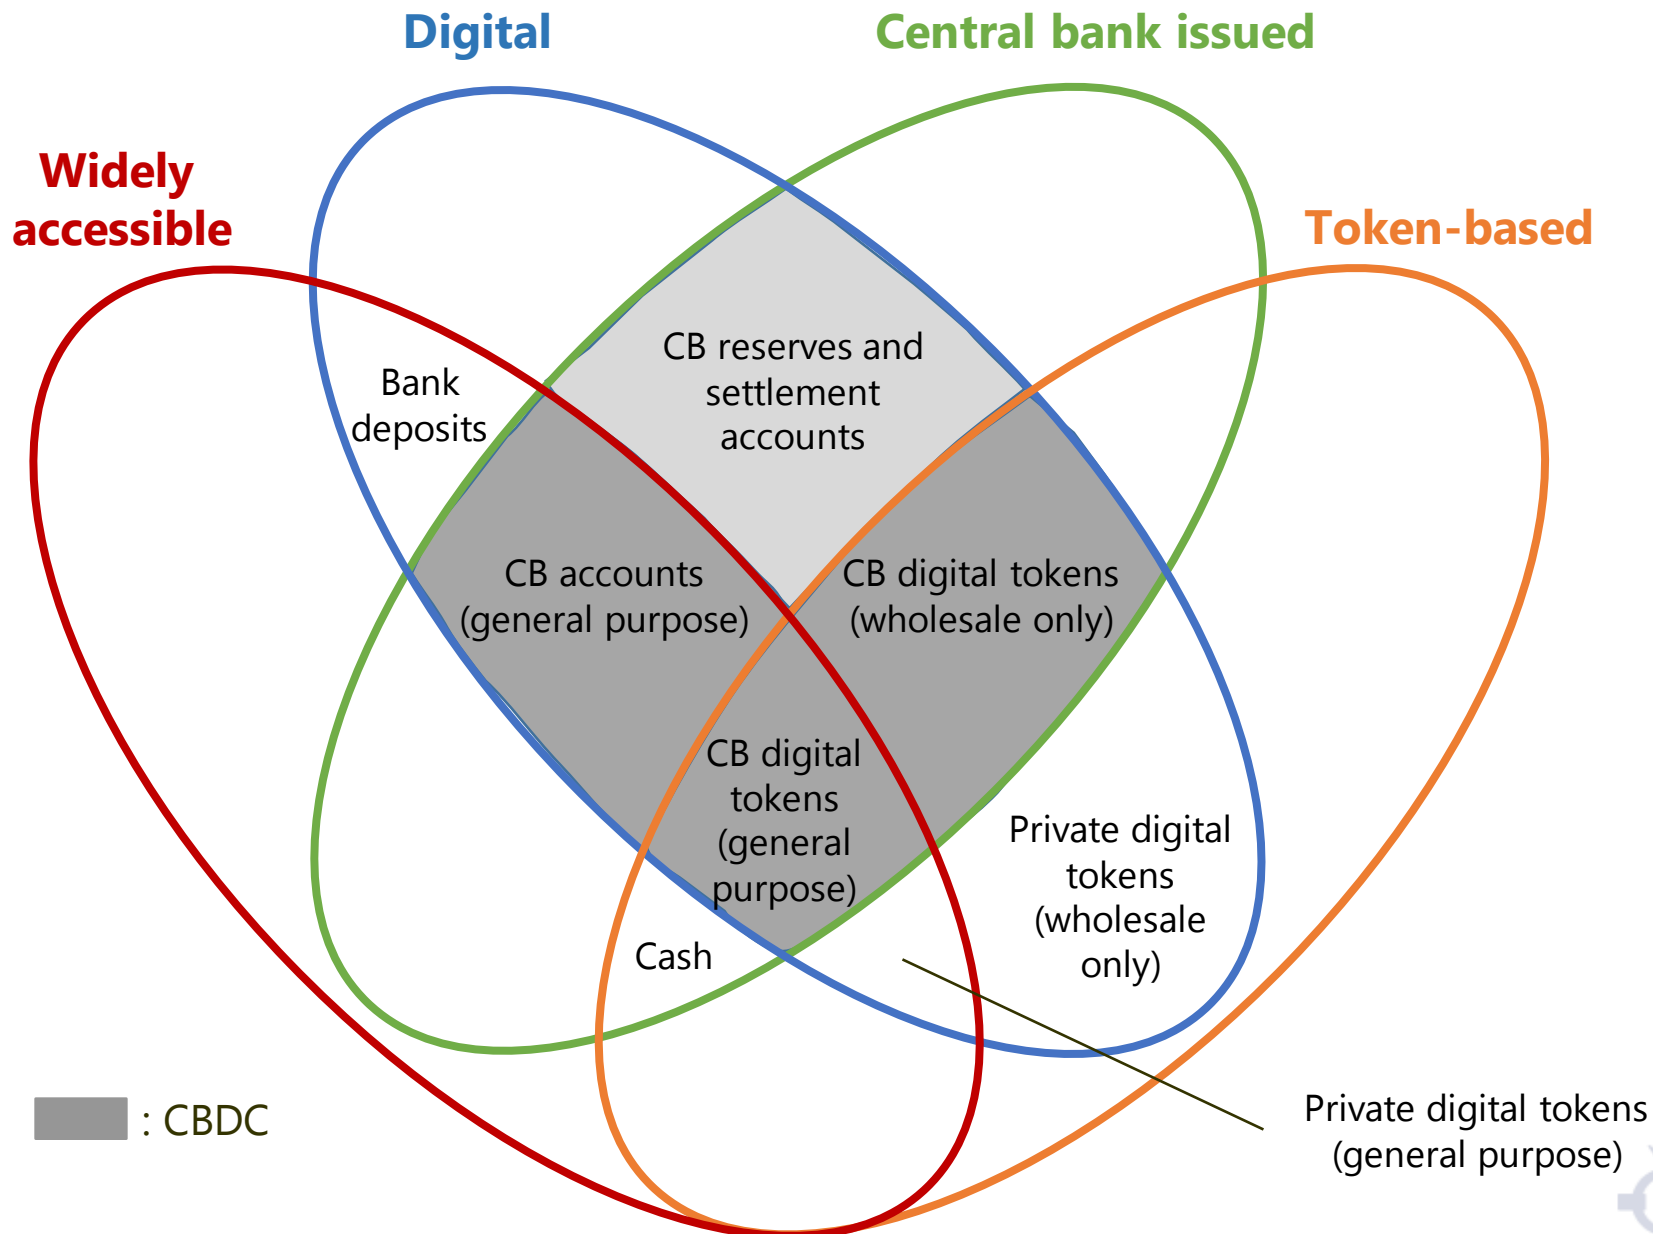 Digital
Central bank issued
Widely
accessible
Token-based
CB reserves and
settlement
accounts
Bank
deposits
CB accounts
(general purpose)
CB digital tokens
(wholesale only)
CB digital
tokens
(general
purpose)
Private digital
tokens
(wholesale
only)
Cash
: CBDC
Private digital tokens
(general purpose)